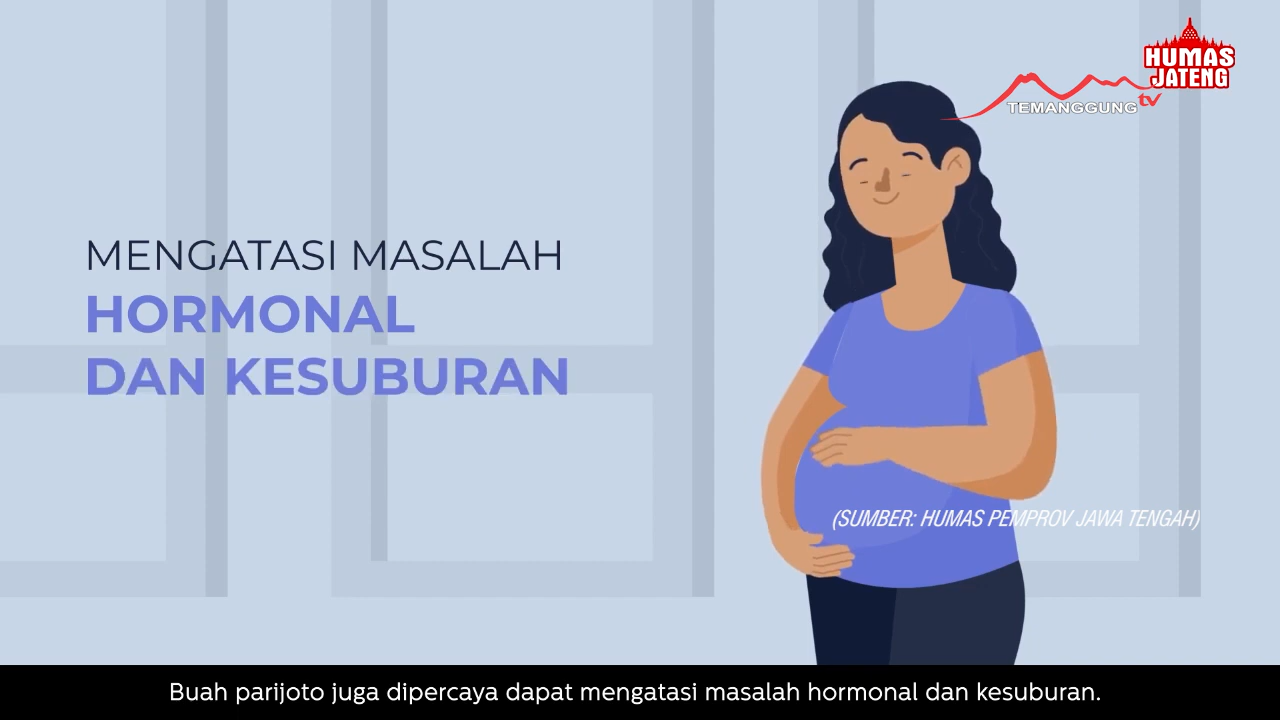 HUMAS
JATENG
TEMANGGUNG tv
MENGATASI MASALAH
HORMONAL
DAN KESUBURAN
(SUMBER: HUMAS PEMPROV JAWA TENGAH)
Buah parijoto juga dipercaya dapat mengatasi masalah hormonal dan kesuburan.